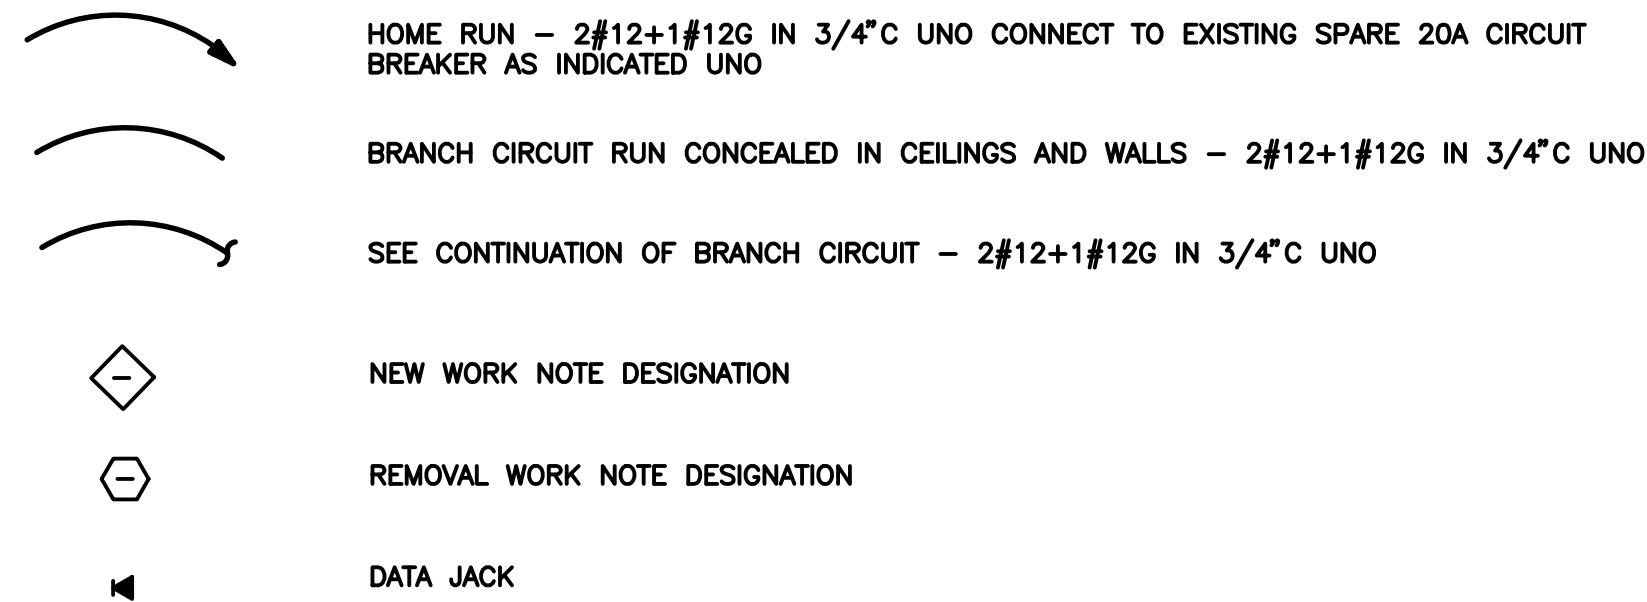 HOME RUN – 2#12+1#12G IN 3/4"C UNO CONNECT TO EXISTING SPARE 20A CIRCUIT
BREAKER AS INDICATED UNO
BRANCH CIRCUIT RUN CONCEALED IN CEILINGS AND WALLS – 2#12+1#12G IN 3/4"C UNO
SEE CONTINUATION OF BRANCH CIRCUIT – 2#12+1#12G IN 3/4"C UNO
NEW WORK NOTE DESIGNATION
REMOVAL WORK NOTE DESIGNATION
DATA JACK